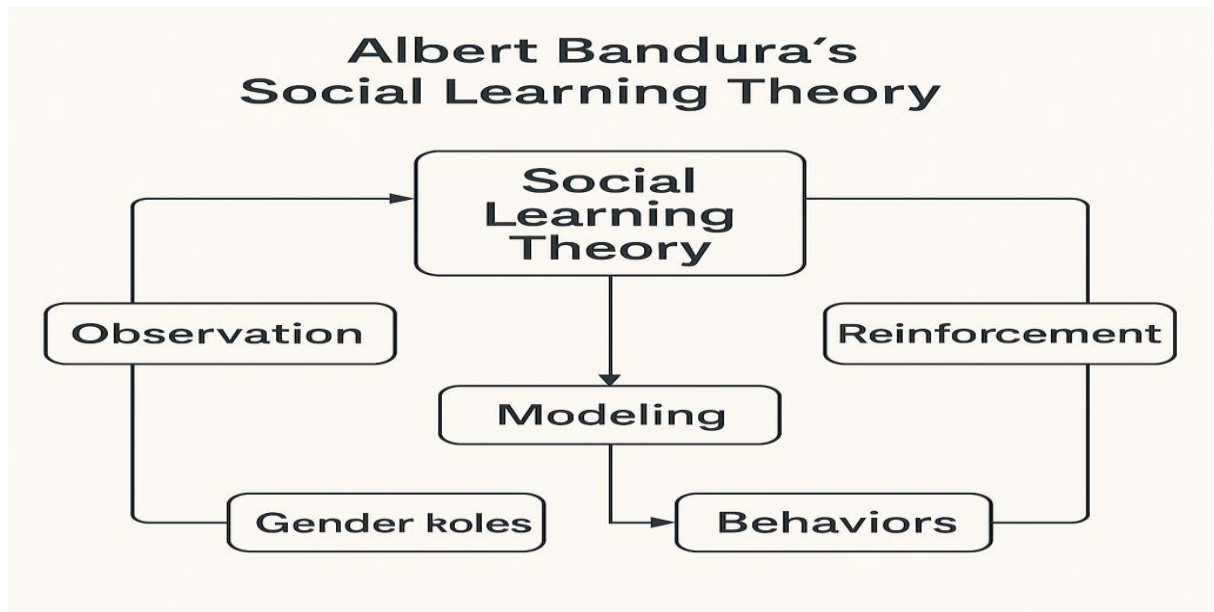 Albert Bandura´s
Social Learning Theory
Social
Learning
Theory
Observation
Reinforcement
Modeling
Gender koles
Behaviors